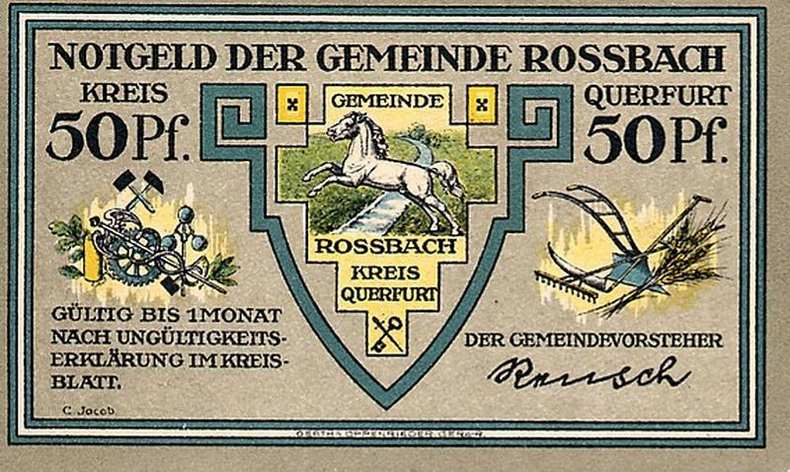 NOTGELD DER GEMEINDE ROSSBACH
KREIS
50 Pf.
GEMEINDE
ROSSBACH
KREIS
QUERFURT
QUERFURT
50 Pf.
GÜLTIG BIS 1 MONAT
NACH UNGÜLTIGKEITS-
ERKLÄRUNG IM KREIS-
BLATT.
C. Jacob
DER GEMEINDEVORSTEHER
Rensch